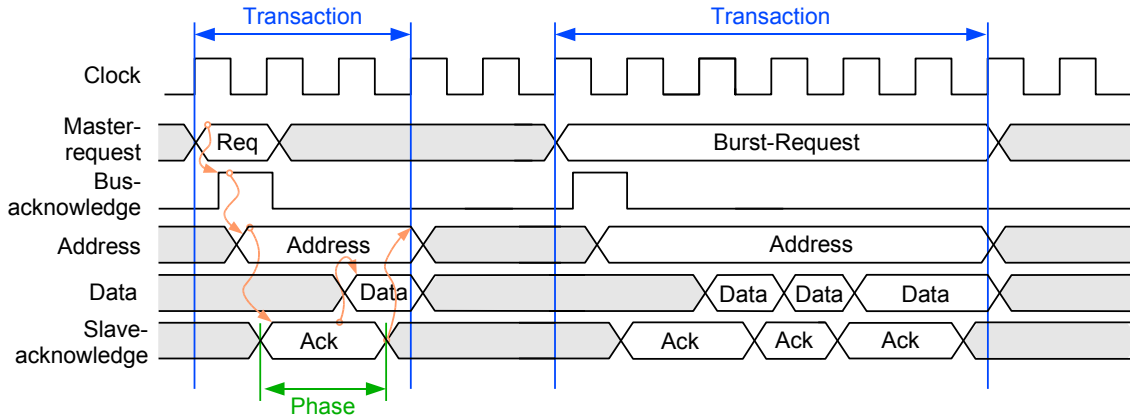 Transaction
Transaction
Clock
Master-
request
Req
Burst-Request
Bus-
acknowledge
Address
Address
Address
Data
Data
Data
Data
Data
Slave-
acknowledge
Ack
Ack
Ack
Ack
Phase